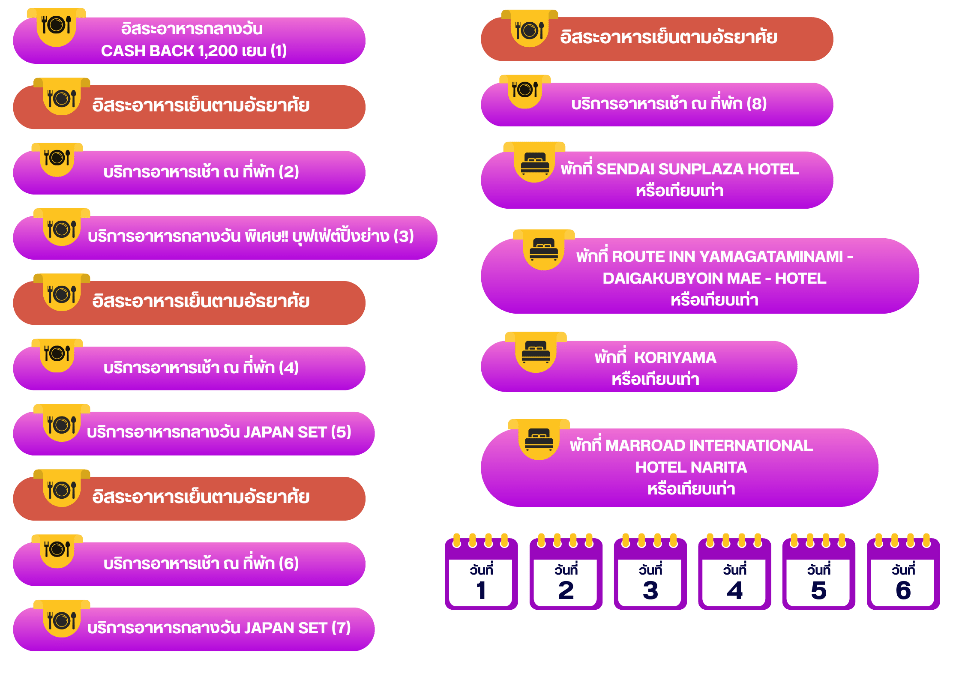 อิสระอาหารกลางวัน
CASH BACK 1,200 เยน (1)
อิสระอาหารเย็นตามอัธยาศัย
บริการอาหารเช้า ณ ที่พัก (2)
บริการอาหารกลางวัน พิเศษ!! บุฟเฟ่ต์ปิ้งย่าง (3)
อิสระอาหารเย็นตามอัธยาศัย
บริการอาหารเช้า ณ ที่พัก (4)
บริการอาหารกลางวัน JAPAN SET (5)
อิสระอาหารเย็นตามอัธยาศัย
บริการอาหารเช้า ณ ที่พัก (6)
บริการอาหารกลางวัน JAPAN SET (7)
อิสระอาหารเย็นตามอัธยาศัย
บริการอาหารเช้า ณ ที่พัก (8)
พักที่ SENDAI SUNPLAZA HOTEL
หรือเทียบเท่า
พักที่ ROUTE INN YAMAGATAMINAMI -
DAIGAKUBYOIN MAE - HOTEL
หรือเทียบเท่า
พักที่ KORIYAMA
หรือเทียบเท่า
พักที่ MARROAD INTERNATIONAL
HOTEL NARITA
หรือเทียบเท่า
วันที่ 1
วันที่ 2
วันที่ 3
วันที่ 4
วันที่ 5
วันที่ 6